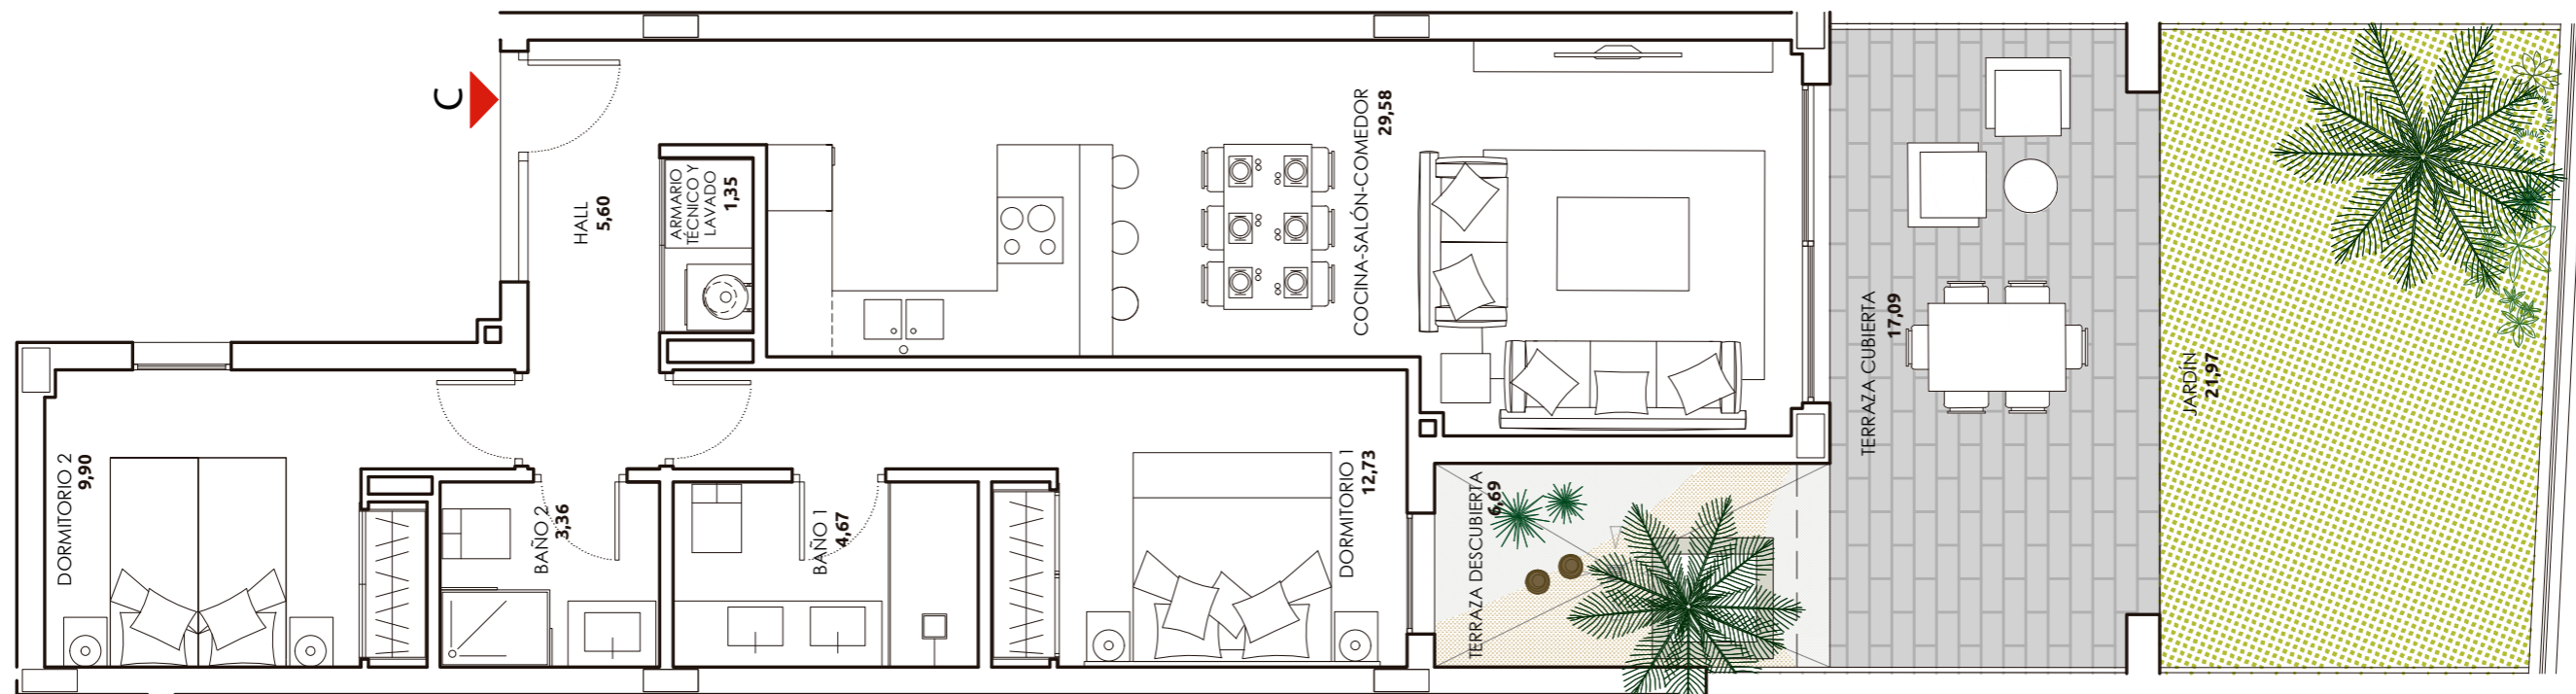 C
HALL
5,60
ARMARIO
TÉCNICO Y
LAVADO
1,35
COCINA-SALÓN-COMEDOR
29,58
TERRAZA CUBIERTA
17,09
JARDÍN
21,97
DORMITORIO 2
9,90
BAÑO 2
3,36
BAÑO 1
4,67
DORMITORIO 1
12,73
TERRAZA DESCUBIERTA
6,69